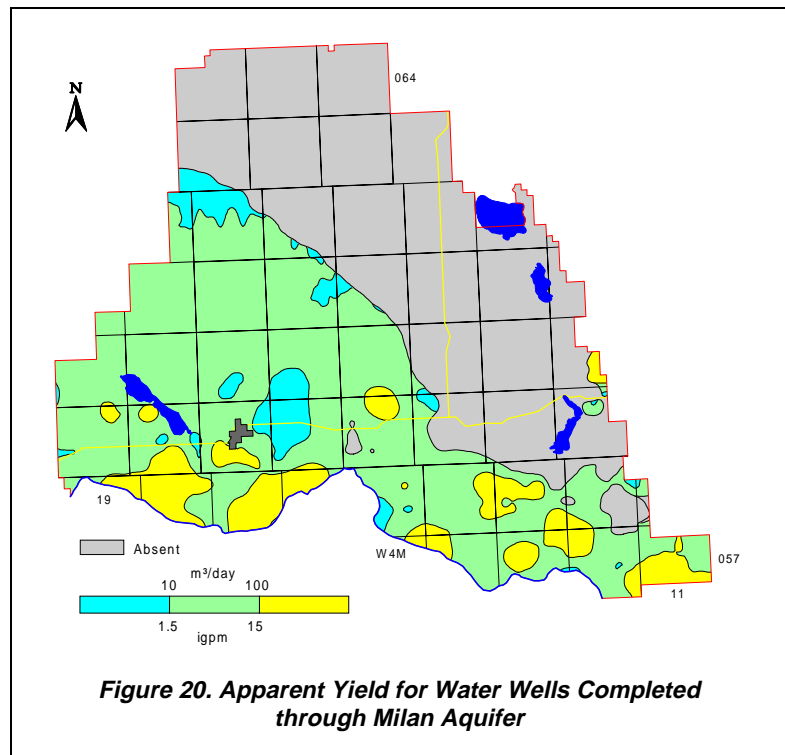 064
N
19
W4M
057
11
Absent
m³/day
10 100
1.5 15
igpm
Figure 20. Apparent Yield for Water Wells Completed
through Milan Aquifer